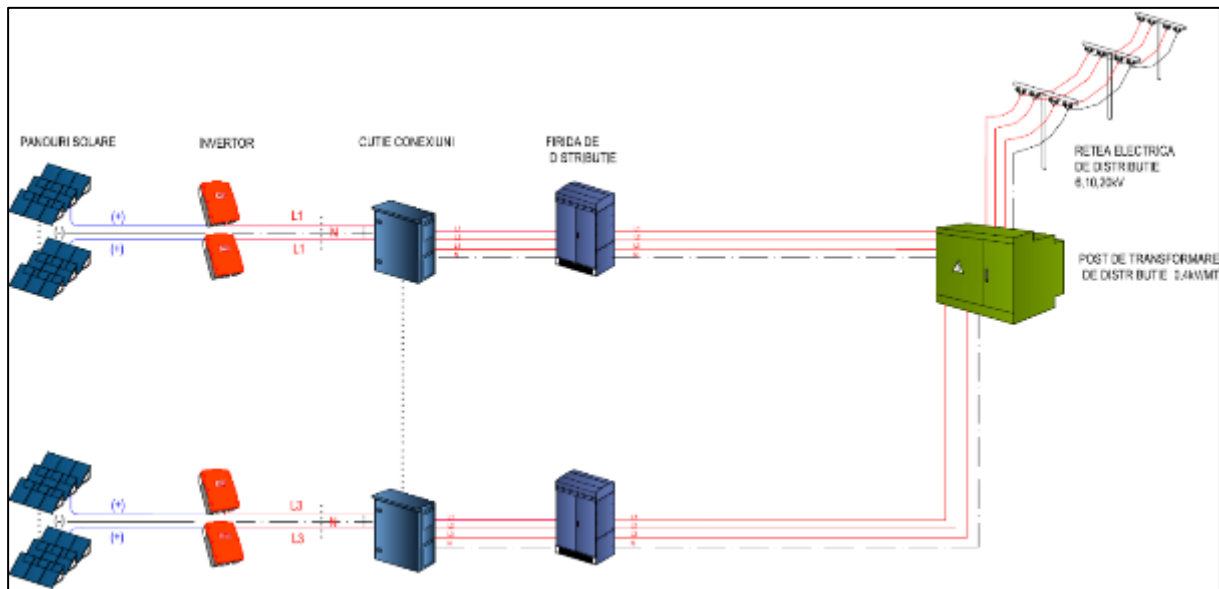 PANOURI SOLARE
INVERTOR
CUTIE CONEXIUNI
FIRIDA DE
DISTRIBUTIE
RETEA ELECTRICA
DE DISTRIBUTIE
6,10,20kV
POST DE TRANSFORMARE
DE DISTRIBUTIE 0,4kV/MT
(+)
L1
(-)
N
(+)
L1
(+)
L3
(-)
N
(+)
L3